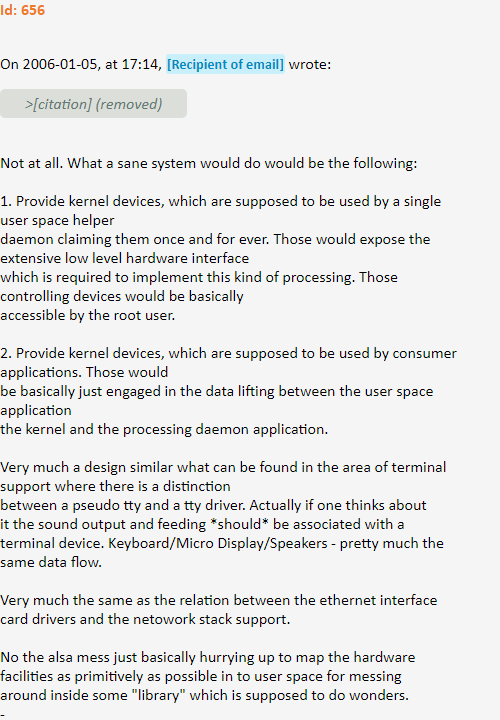 Id: 656
On 2006-01-05, at 17:14, [Recipient of email] wrote:
>[citation] (removed)
Not at all. What a sane system would do would be the following:
1. Provide kernel devices, which are supposed to be used by a single
user space helper
daemon claiming them once and for ever. Those would expose the
extensive low level hardware interface
which is required to implement this kind of processing. Those
controlling devices would be basically
accessible by the root user.
2. Provide kernel devices, which are supposed to be used by consumer
applications. Those would
be basically just engaged in the data lifting between the user space
application
the kernel and the processing daemon application.
Very much a design similar what can be found in the area of terminal
support where there is a distinction
between a pseudo tty and a tty driver. Actually if one thinks about
it the sound output and feeding *should* be associated with a
terminal device. Keyboard/Micro Display/Speakers - pretty much the
same data flow.
Very much the same as the relation between the ethernet interface
card drivers and the netowork stack support.
No the alsa mess just basically hurrying up to map the hardware
facilities as primitively as possible in to user space for messing
around inside some "library" which is supposed to do wonders.
-